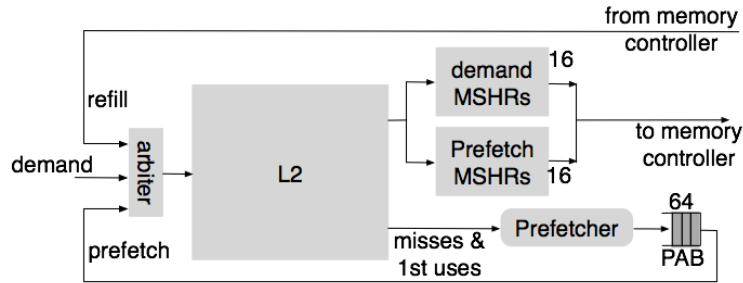 from memory
controller
16
demand
MSHRs
refill
demand
arbiter
L2
to memory
controller
Prefetch
MSHRs
16
64
prefetch
misses &
1st uses
Prefetcher
PAB